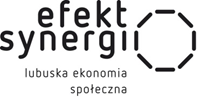 efekt
synergii
lubuska ekonomia
społeczna